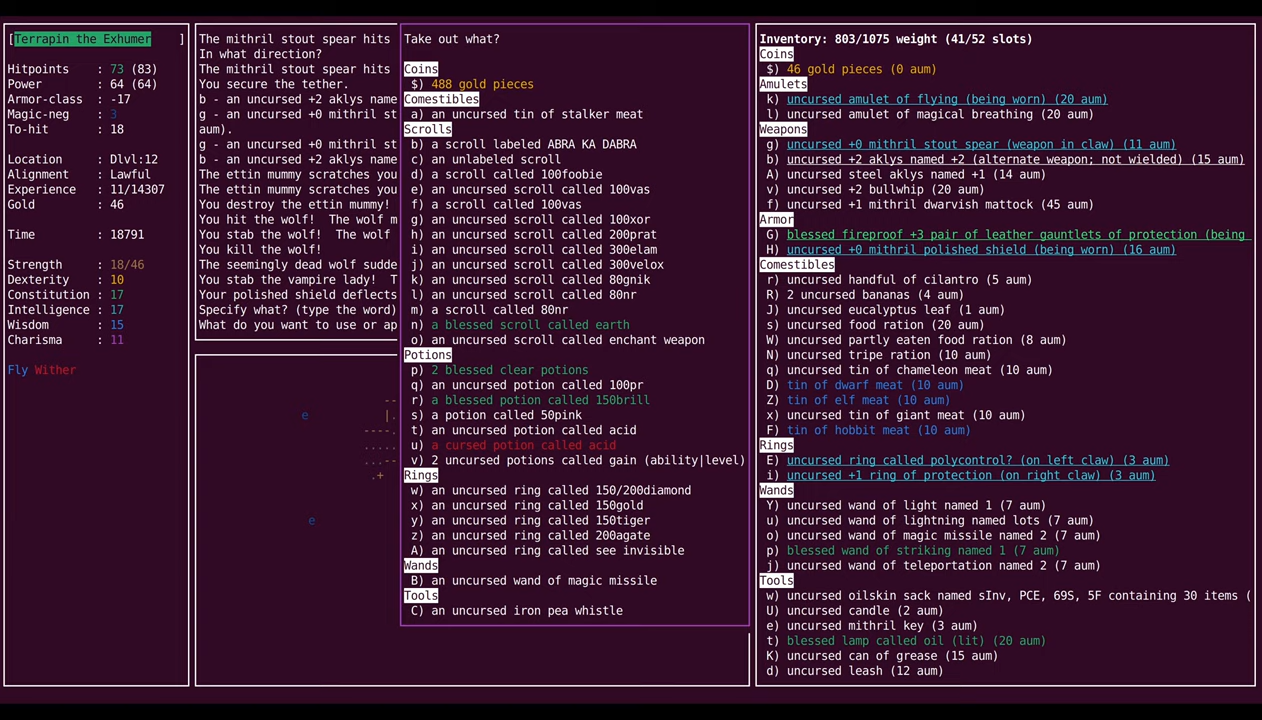 [Terrapin the Exhumer ]
Hitpoints : 73 (83)
Power : 64 (64)
Armor-class : -17
Magic-neg : 3
To-hit : 18
Location : Dlvl:12
Alignment : Lawful
Experience : 11/14307
Gold : 46
Time : 18791
Strength : 18/46
Dexterity : 10
Constitution : 17
Intelligence : 17
Wisdom : 15
Charisma : 11
Fly Wither
The mithril stout spear hits
In what direction?
The mithril stout spear hits
You secure the tether.
b - an uncursed +2 aklys name
g - an uncursed +0 mithril st
aum).
g - an uncursed +0 mithril st
b - an uncursed +2 aklys name
The ettin mummy scratches you
The ettin mummy scratches you
You destroy the ettin mummy!
You hit the wolf! The wolf m
You stab the wolf! The wolf
You kill the wolf!
The seemingly dead wolf sudde
You stab the vampire lady! T
Your polished shield deflects
Specify what? (type the word)
What do you want to use or ap
--
e |.
----.
.....
...--
.+
e
Take out what?
Coins
$) 488 gold pieces
Comestibles
a) an uncursed tin of stalker meat
Scrolls
b) a scroll labeled ABRA KA DABRA
c) an unlabeled scroll
d) a scroll called 100foobie
e) an uncursed scroll called 100vas
f) a scroll called 100vas
g) an uncursed scroll called 100xor
h) an uncursed scroll called 200prat
i) an uncursed scroll called 300elam
j) an uncursed scroll called 300velox
k) an uncursed scroll called 80gnik
l) an uncursed scroll called 80nr
m) a scroll called 80nr
n) a blessed scroll called earth
o) an uncursed scroll called enchant weapon
Potions
p) 2 blessed clear potions
q) an uncursed potion called 100pr
r) a blessed potion called 150brill
s) a potion called 50pink
t) an uncursed potion called acid
u) a cursed potion called acid
v) 2 uncursed potions called gain (ability|level)
Rings
w) an uncursed ring called 150/200diamond
x) an uncursed ring called 150gold
y) an uncursed ring called 150tiger
z) an uncursed ring called 200agate
A) an uncursed ring called see invisible
Wands
B) an uncursed wand of magic missile
Tools
C) an uncursed iron pea whistle
Inventory: 803/1075 weight (41/52 slots)
Coins
$) 46 gold pieces (0 aum)
Amulets
k) uncursed amulet of flying (being worn) (20 aum)
l) uncursed amulet of magical breathing (20 aum)
Weapons
g) uncursed +0 mithril stout spear (weapon in claw) (11 aum)
b) uncursed +2 aklys named +2 (alternate weapon; not wielded) (15 aum)
A) uncursed steel aklys named +1 (14 aum)
v) uncursed +2 bullwhip (20 aum)
f) uncursed +1 mithril dwarvish mattock (45 aum)
Armor
G) blessed fireproof +3 pair of leather gauntlets of protection (being
H) uncursed +0 mithril polished shield (being worn) (16 aum)
Comestibles
r) uncursed handful of cilantro (5 aum)
R) 2 uncursed bananas (4 aum)
J) uncursed eucalyptus leaf (1 aum)
s) uncursed food ration (20 aum)
W) uncursed partly eaten food ration (8 aum)
N) uncursed tripe ration (10 aum)
q) uncursed tin of chameleon meat (10 aum)
D) tin of dwarf meat (10 aum)
Z) tin of elf meat (10 aum)
x) uncursed tin of giant meat (10 aum)
F) tin of hobbit meat (10 aum)
Rings
E) uncursed ring called polycontrol? (on left claw) (3 aum)
i) uncursed +1 ring of protection (on right claw) (3 aum)
Wands
Y) uncursed wand of light named 1 (7 aum)
u) uncursed wand of lightning named lots (7 aum)
o) uncursed wand of magic missile named 2 (7 aum)
p) blessed wand of striking named 1 (7 aum)
j) uncursed wand of teleportation named 2 (7 aum)
Tools
w) uncursed oilskin sack named sInv, PCE, 69S, 5F containing 30 items (
U) uncursed candle (2 aum)
e) uncursed mithril key (3 aum)
t) blessed lamp called oil (lit) (20 aum)
K) uncursed can of grease (15 aum)
d) uncursed leash (12 aum)